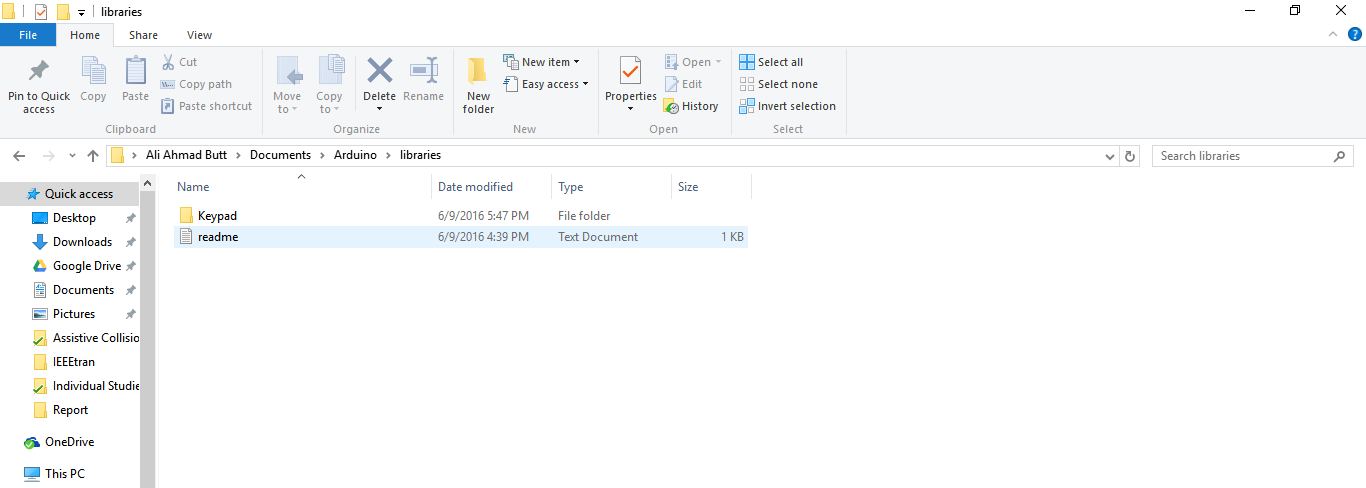 libraries
File Home Share View
Pin to Quick access
Copy
Paste
Cut
Copy path
Paste shortcut
Clipboard
Move to
Copy to
Delete
Rename
Organize
New folder
New item
Easy access
New
Properties
Open
Edit
History
Open
Select all
Select none
Invert selection
Select
Ali Ahmad Butt Documents Arduino libraries
Search libraries
Name Date modified Type Size
Keypad 6/9/2016 5:47 PM File folder
readme 6/9/2016 4:39 PM Text Document 1 KB
Quick access
Desktop
Downloads
Google Drive
Documents
Pictures
Assistive Collisio
IEEEtran
Individual Studie
Report
OneDrive
This PC